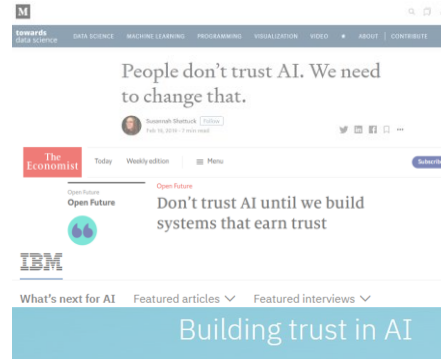 M
towards
data science
DATA SCIENCE MACHINE LEARNING PROGRAMMING VISUALIZATION VIDEO ★ ABOUT CONTRIBUTE
People don't trust AI. We need
to change that.
Susannah Shattuck Follow
The
Economist
Today Weekly edition Menu Subscribe
Open Future
Open Future
Open Future
Don't trust AI until we build
systems that earn trust
IBM
What's next for AI Featured articles Featured interviews
Building trust in AI